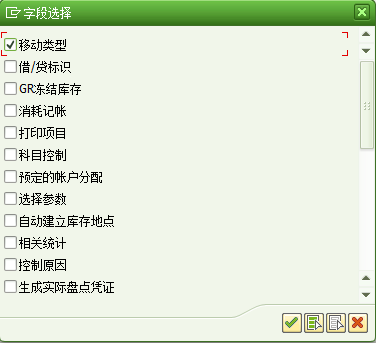 字段选择
移动类型
借/贷标识
GR冻结库存
消耗记帐
打印项目
科目控制
预定的帐户分配
选择参数
自动建立库存地点
相关统计
控制原因
生成实际盘点凭证